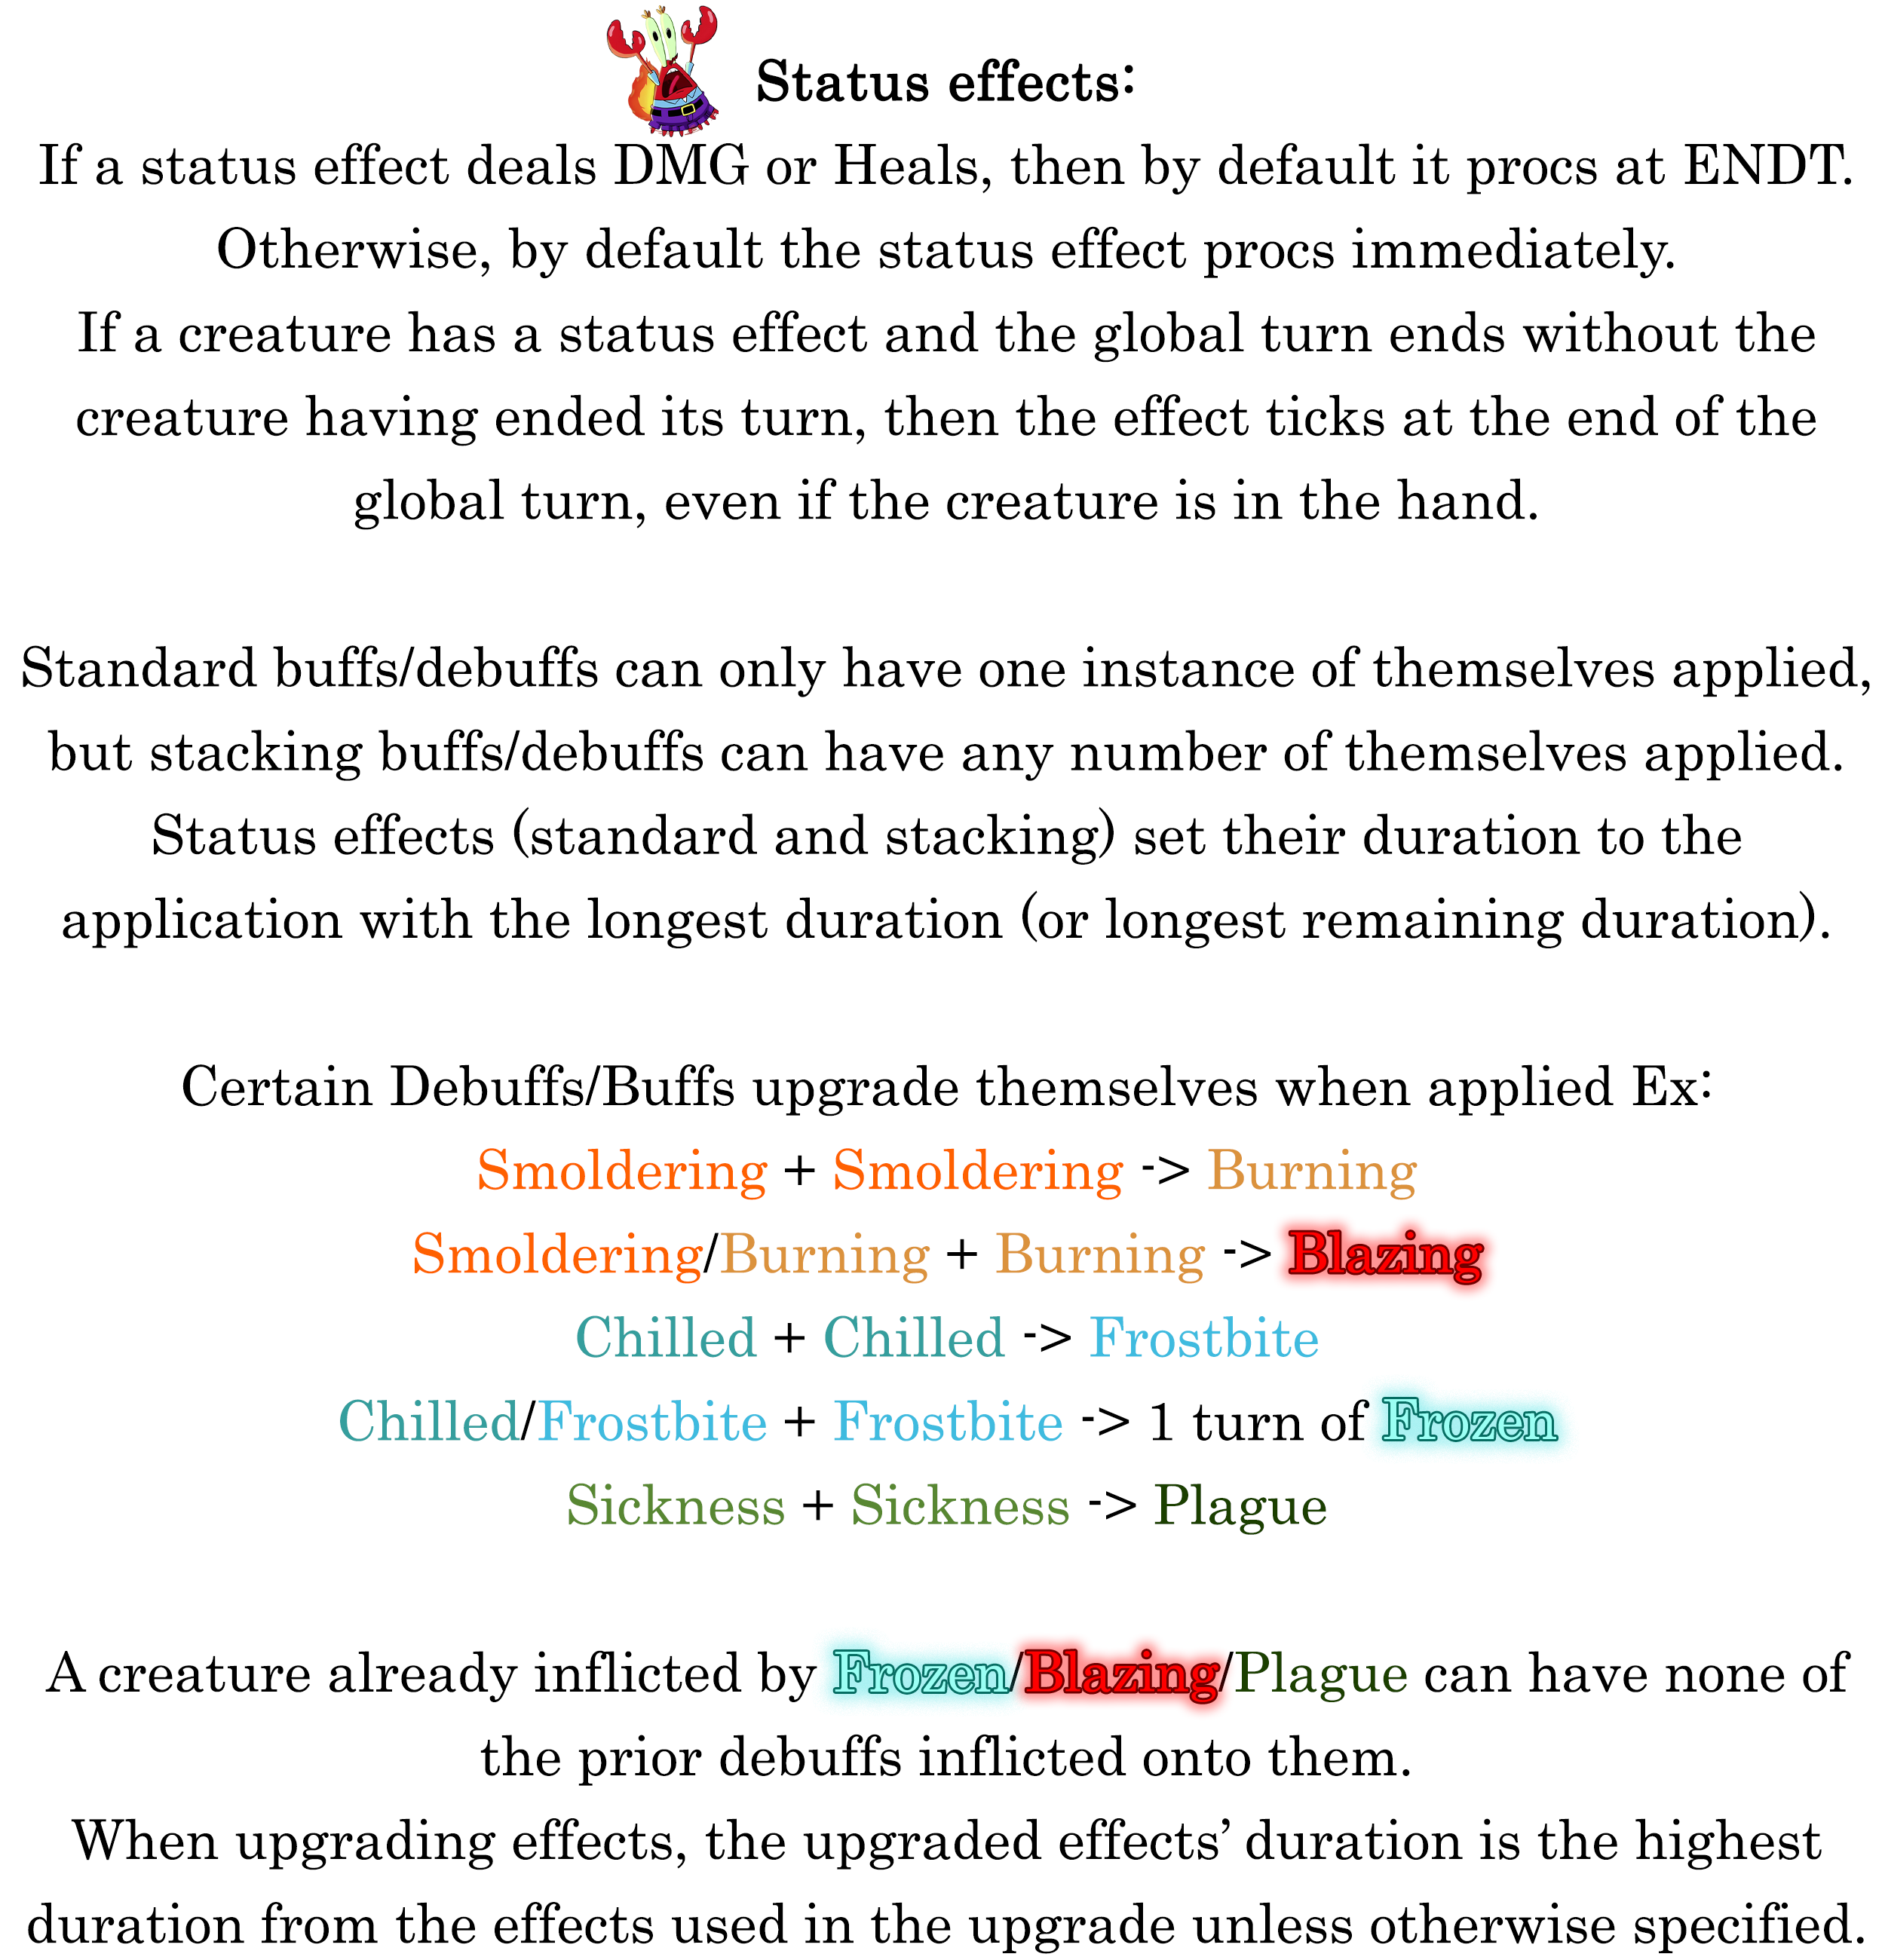 Status effects:
If a status effect deals DMG or Heals, then by default it procs at ENDT.
Otherwise, by default the status effect procs immediately.
If a creature has a status effect and the global turn ends without the
creature having ended its turn, then the effect ticks at the end of the
global turn, even if the creature is in the hand.
Standard buffs/debuffs can only have one instance of themselves applied,
but stacking buffs/debuffs can have any number of themselves applied.
Status effects (standard and stacking) set their duration to the
application with the longest duration (or longest remaining duration).
Certain Debuffs/Buffs upgrade themselves when applied Ex:
Smoldering + Smoldering -> Burning
Smoldering/Burning + Burning -> Blazing
Chilled + Chilled -> Frostbite
Chilled/Frostbite + Frostbite -> 1 turn of Frozen
Sickness + Sickness -> Plague
A creature already inflicted by Frozen/Blazing/Plague can have none of
the prior debuffs inflicted onto them.
When upgrading effects, the upgraded effects’ duration is the highest
duration from the effects used in the upgrade unless otherwise specified.